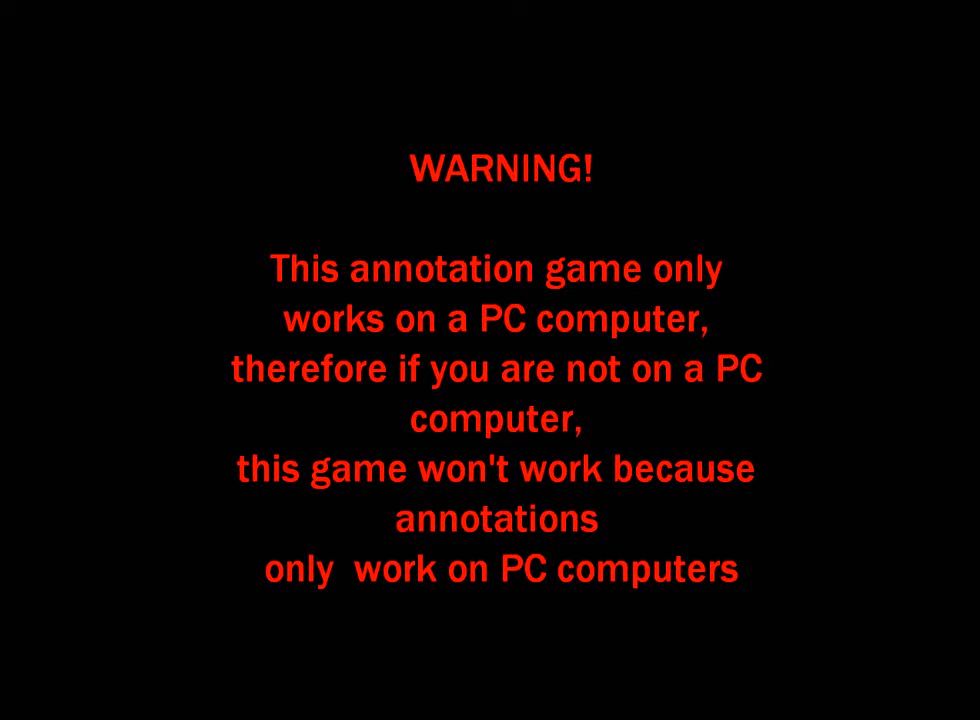 WARNING!
This annotation game only
works on a PC computer,
therefore if you are not on a PC
computer,
this game won't work because
annotations
only  work on PC computers